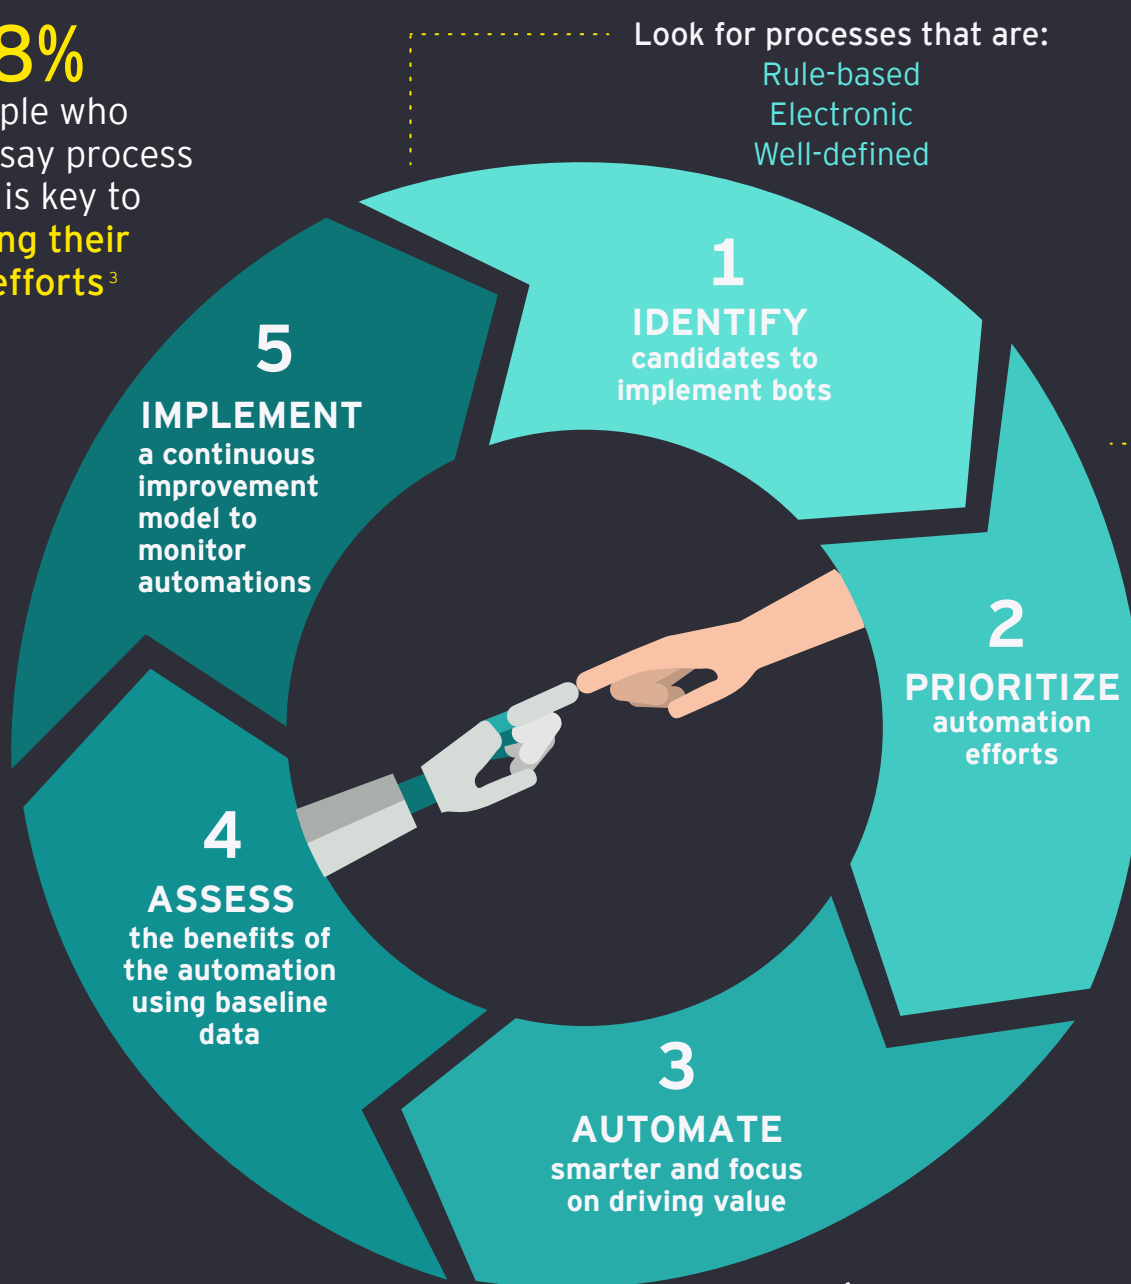 8%
ple who
say process
is key to
ng their
efforts³
Look for processes that are:
Rule-based
Electronic
Well-defined
1
IDENTIFY
candidates to
implement bots
2
PRIORITIZE
automation
efforts
3
AUTOMATE
smarter and focus
on driving value
4
ASSESS
the benefits of
the automation
using baseline
data
5
IMPLEMENT
a continuous
improvement
model to
monitor
automations